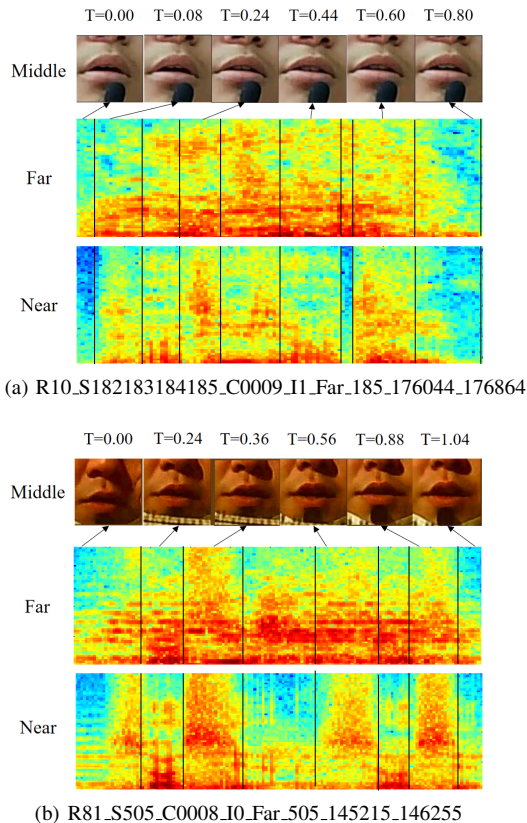 T=0.00 T=0.08 T=0.24 T=0.44 T=0.60 T=0.80
Middle
Far
Near
(a) R10_S182183184185_C0009_I1_Far_185_176044_176864
T=0.00 T=0.24 T=0.36 T=0.56 T=0.88 T=1.04
Middle
Far
Near
(b) R81_S505_C0008_I0_Far_505_145215_146255